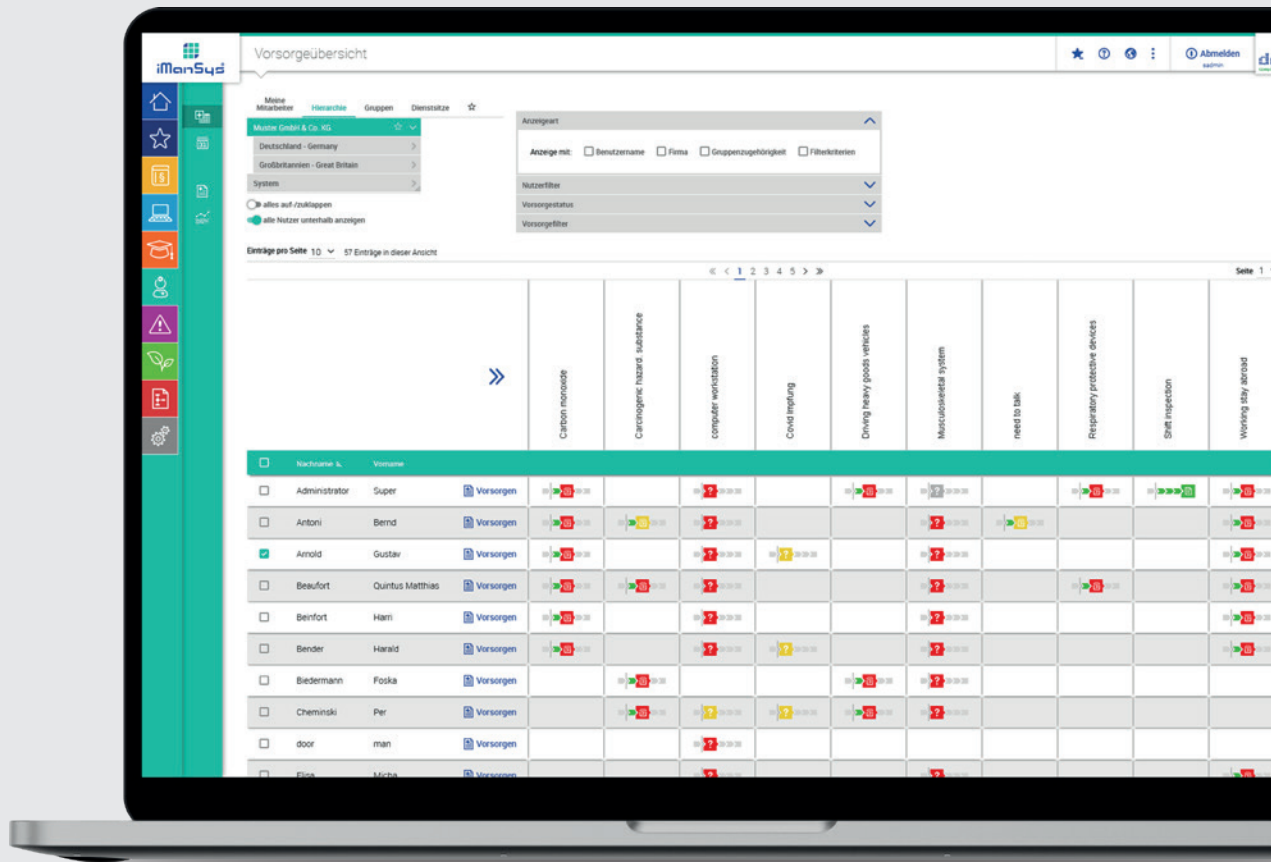 iManSys
Vorsorgeübersicht
Abmelden
sadmin
Meine
Mitarbeiter
Hierarchie
Gruppen
Dienstsitze
Muster GmbH & Co. KG
Deutschland - Germany
Großbritannien - Great Britain
System
alles auf-/zuklappen
alle Nutzer unterhalb anzeigen
Anzeigeart
Anzeige mit: Benutzername Firma Gruppenzugehörigkeit Filterkriterien
Nutzerfilter
Vorsorgestatus
Vorsorgefilter
Einträge pro Seite 10 57 Einträge in dieser Ansicht
1 2 3 4 5
Seite 1
Carbon monoxide
Carcinogenic hazard. substance
computer workstation
Covid Impfung
Driving heavy goods vehicles
Musculoskeletal system
need to talk
Respiratory protective devices
Shift inspection
Working stay abroad
Nachname Vorname
Administrator Super Vorsorgen
Antoni Bernd Vorsorgen
Arnold Gustav Vorsorgen
Beaufort Quintus Matthias Vorsorgen
Beinfort Harri Vorsorgen
Bender Harald Vorsorgen
Biedermann Foska Vorsorgen
Cheminski Per Vorsorgen
door man Vorsorgen
Elisa Micha Vorsorgen